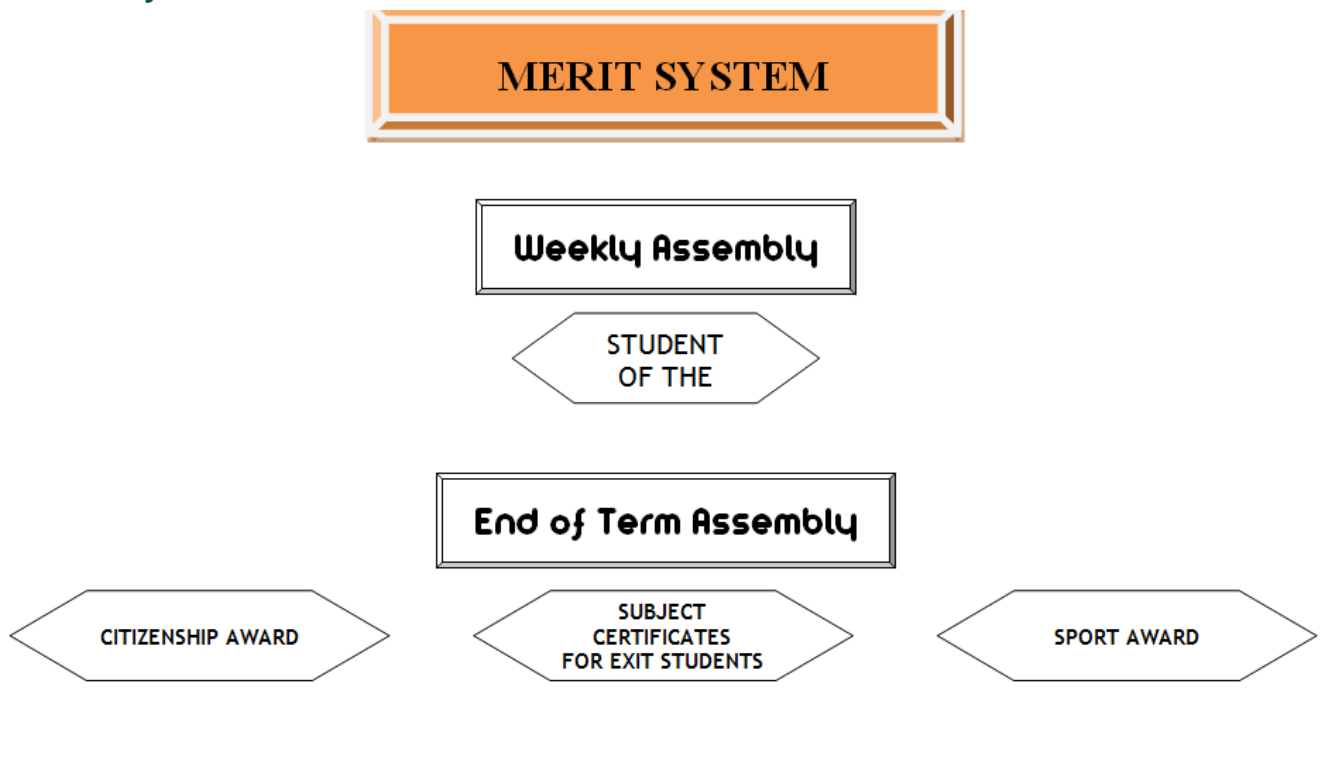 MERIT SYSTEM
Weekly Assembly
STUDENT
OF THE
End of Term Assembly
CITIZENSHIP AWARD
SUBJECT
CERTIFICATES
FOR EXIT STUDENTS
SPORT AWARD